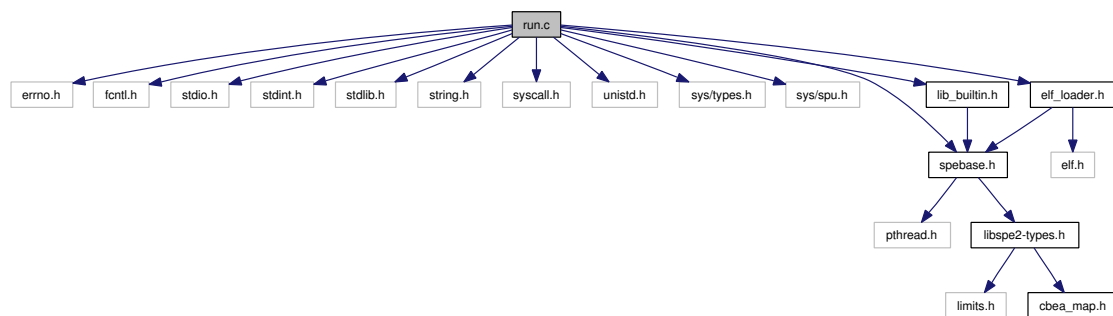 run.c
errno.h
fcntl.h
stdio.h
stdint.h
stdlib.h
string.h
syscall.h
unistd.h
sys/types.h
sys/spu.h
lib_builtin.h
elf_loader.h
spebase.h
elf.h
pthread.h
libspe2-types.h
limits.h
cbea_map.h